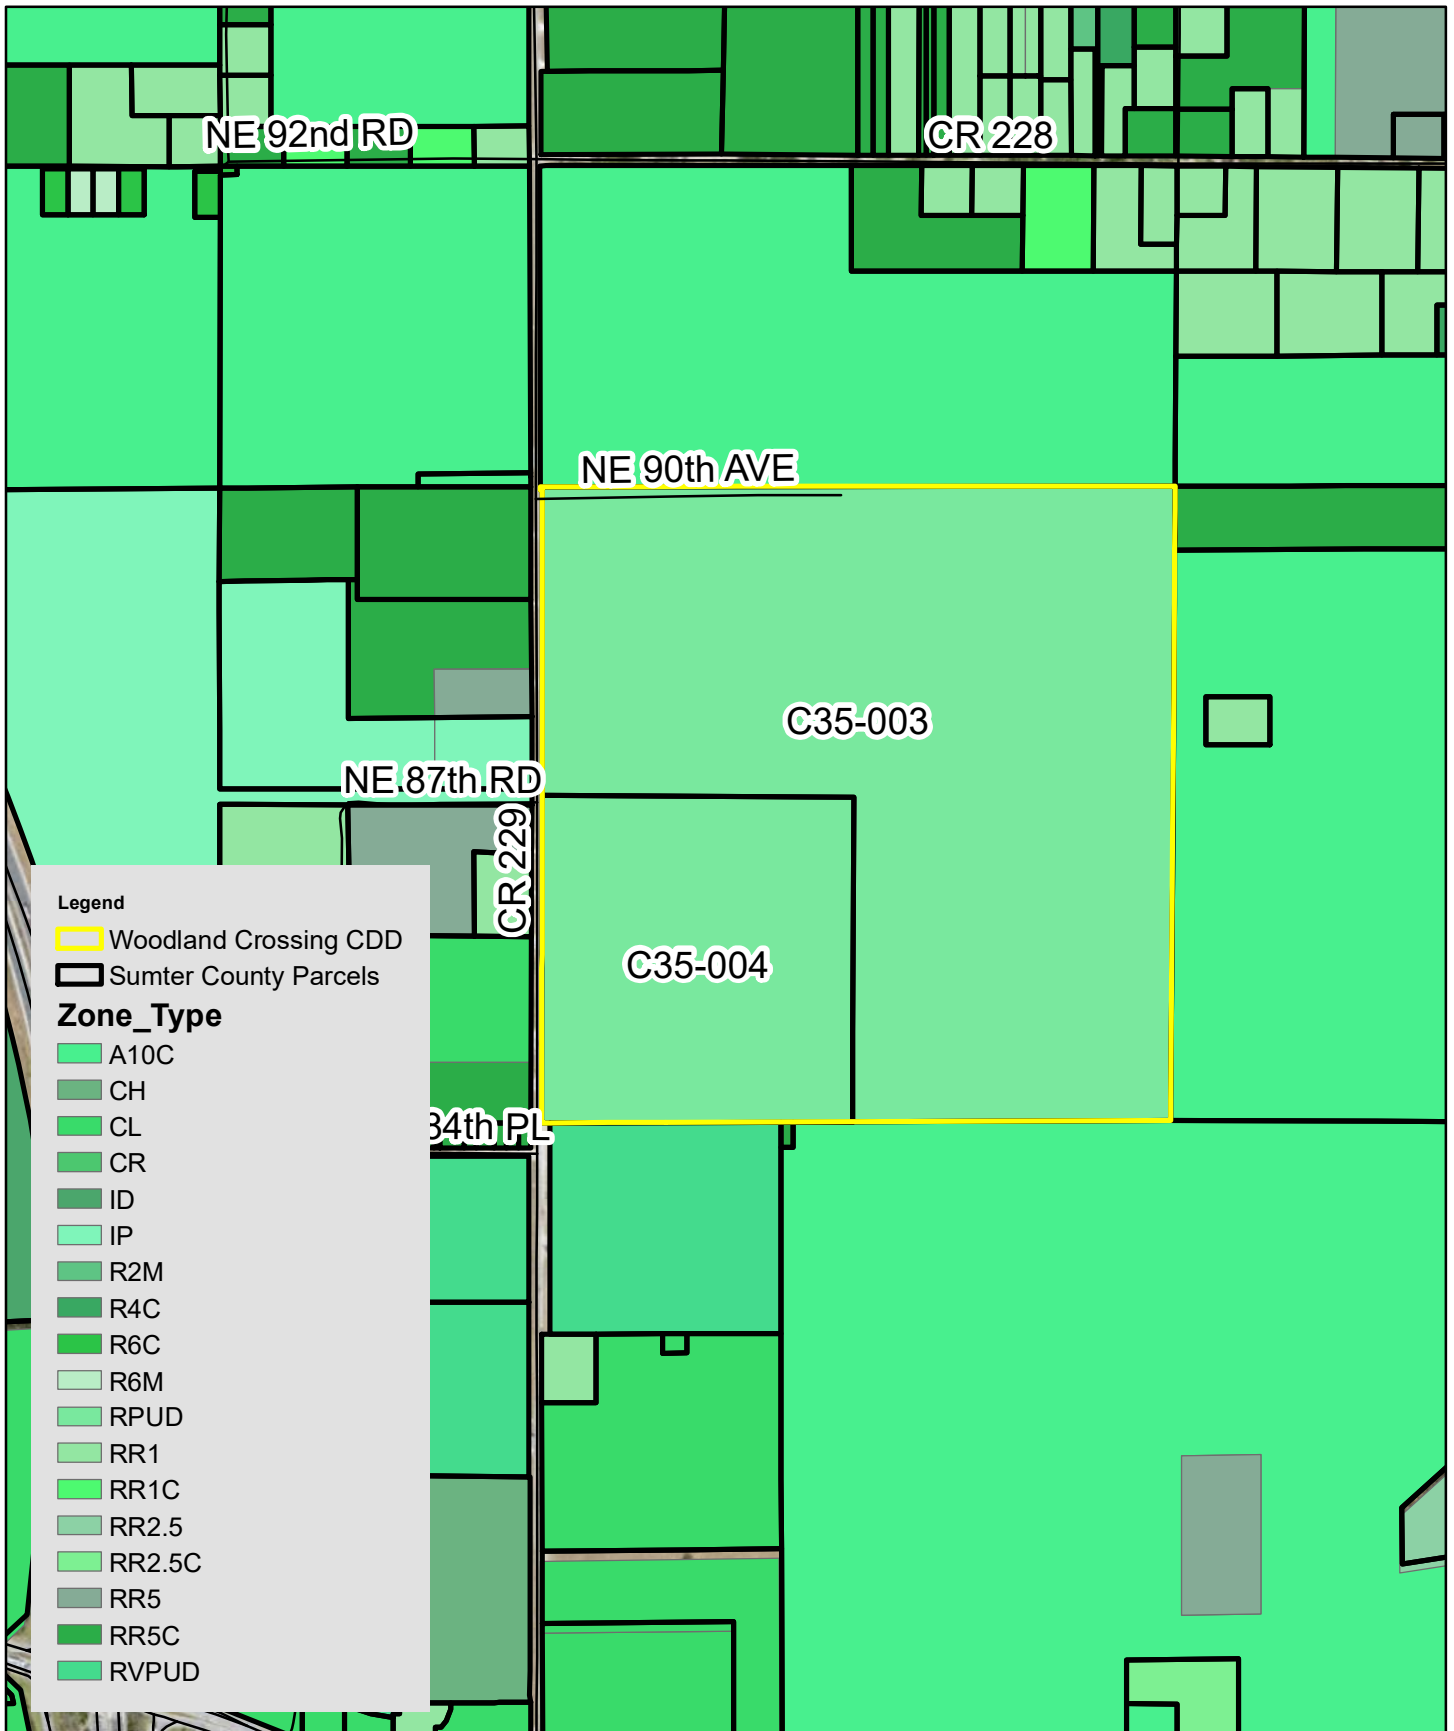 NE 92nd RD
CR 228
NE 90th AVE
C35-003
NE 87th RD
CR 229
C35-004
84th PL
Legend
Woodland Crossing CDD
Sumter County Parcels
Zone_Type
A10C
CH
CL
CR
ID
IP
R2M
R4C
R6C
R6M
RPUD
RR1
RR1C
RR2.5
RR2.5C
RR5
RR5C
RVPUD